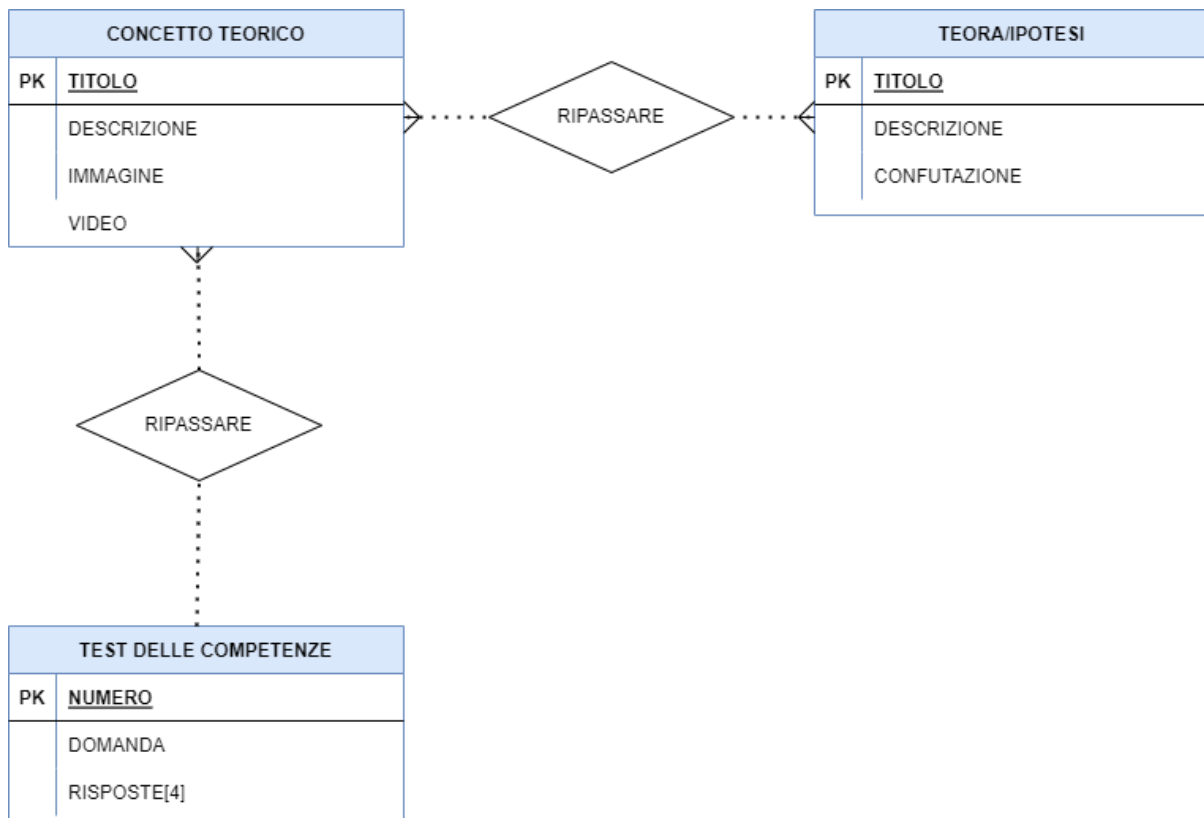 CONCETTO TEORICO
PK TITOLO
DESCRIZIONE
IMMAGINE
VIDEO
RIPASSARE
TEORA/IPOTESI
PK TITOLO
DESCRIZIONE
CONFUTAZIONE
RIPASSARE
TEST DELLE COMPETENZE
PK NUMERO
DOMANDA
RISPOSTE[4]